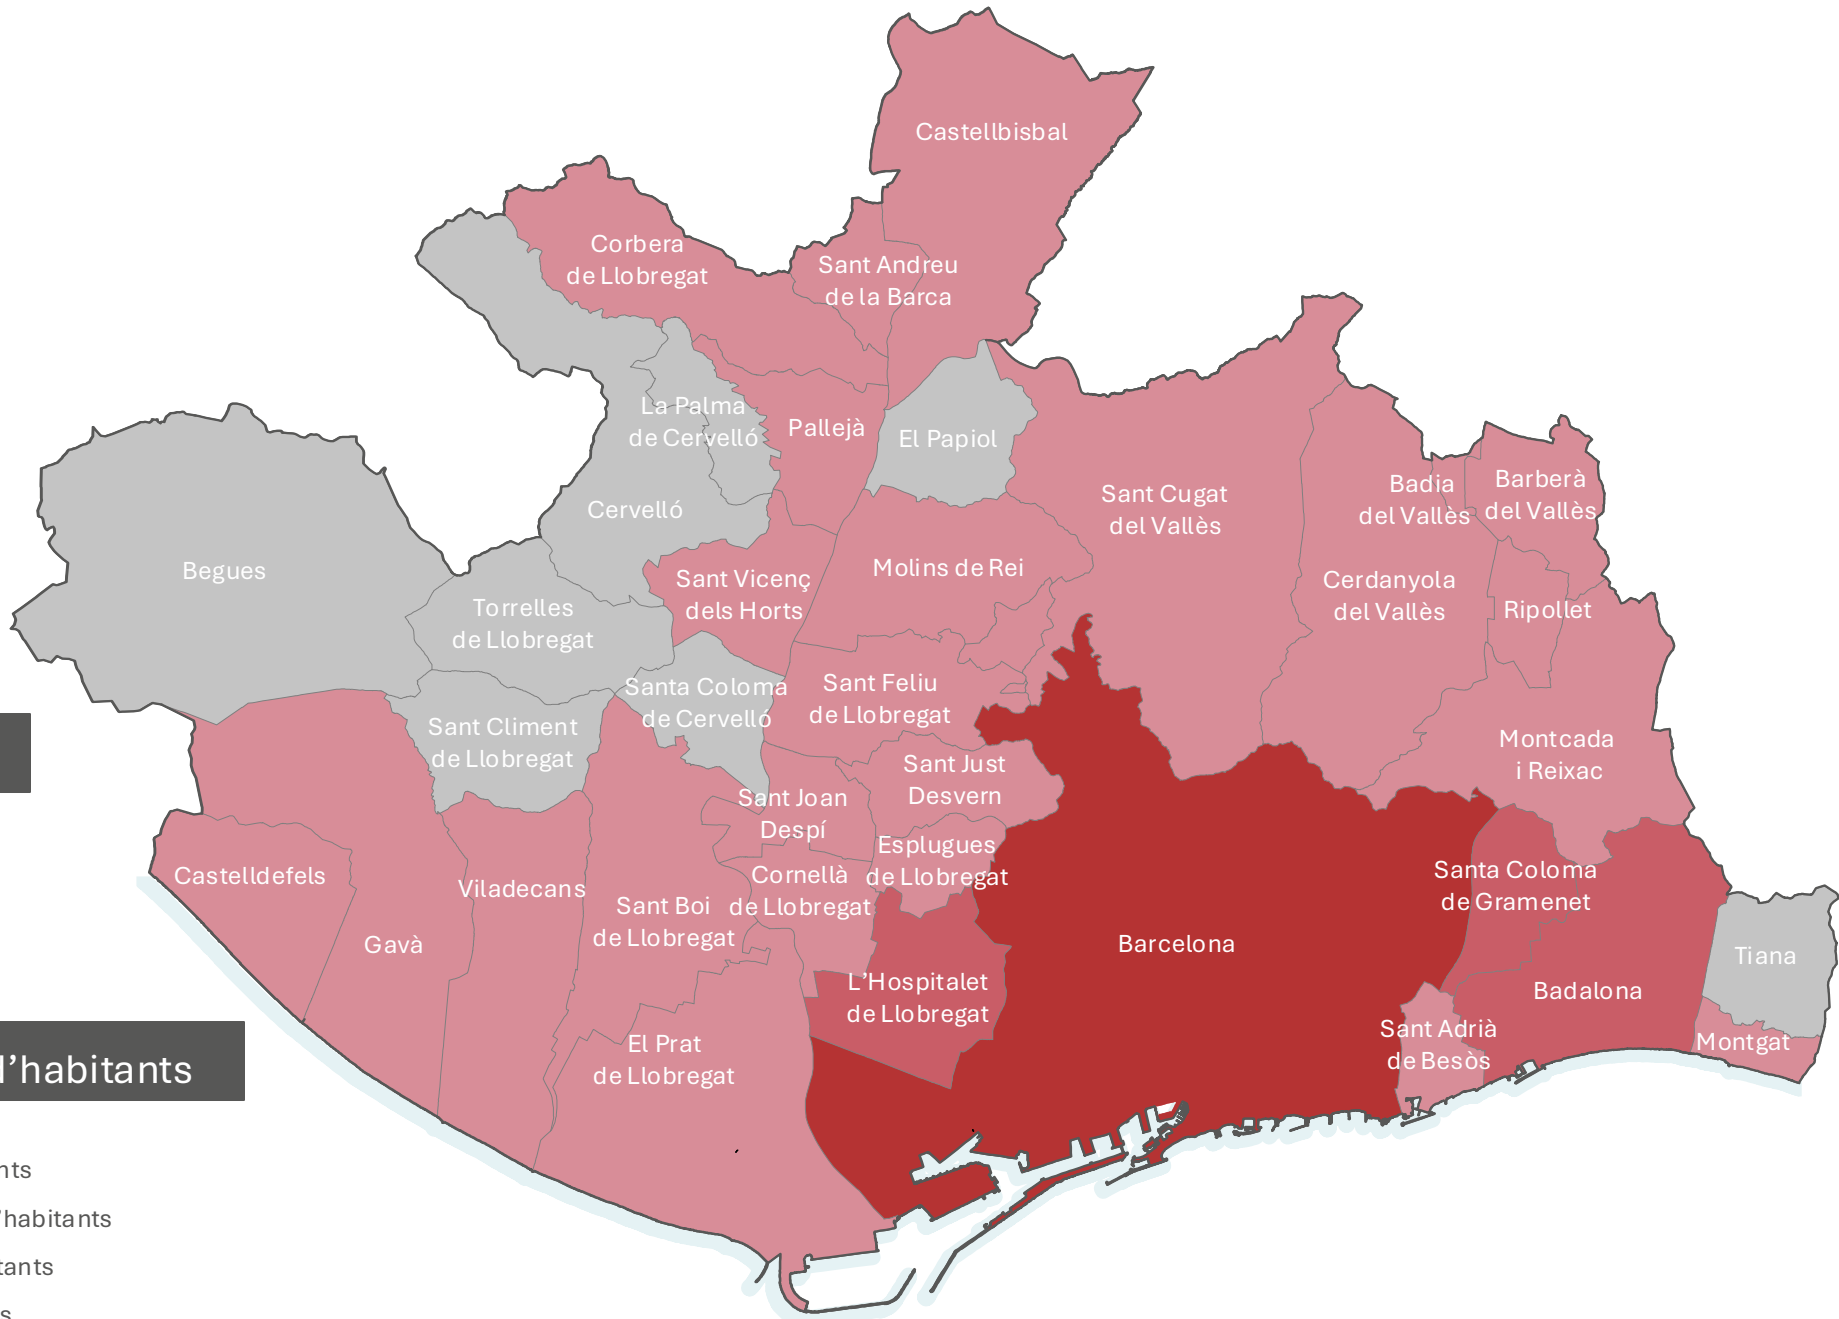 Castellbisbal
Corbera
de Llobregat
Sant Andreu
de la Barca
La Palma
de Cervelló
Pallejà
El Papiol
Sant Cugat
del Vallès
Badia
del Vallès
Barberà
del Vallès
Cervelló
Begues
Molins de Rei
Sant Vicenç
dels Horts
Cerdanyola
del Vallès
Ripollet
Torrelles
de Llobregat
Santa Coloma
de Cervelló
Sant Feliu
de Llobregat
Sant Climent
de Llobregat
Montcada
i Reixac
Sant Just
Desvern
Sant Joan
Despí
Esplugues
de Llobregat
Castelldefels
Viladecans
Cornellà
de Llobregat
Santa Coloma
de Gramenet
Sant Boi
de Llobregat
Gavà
Barcelona
Tiana
L’Hospitalet
de Llobregat
Badalona
El Prat
de Llobregat
Sant Adrià
de Besòs
Montgat
d’habitants
nts
’habitants
tants
s